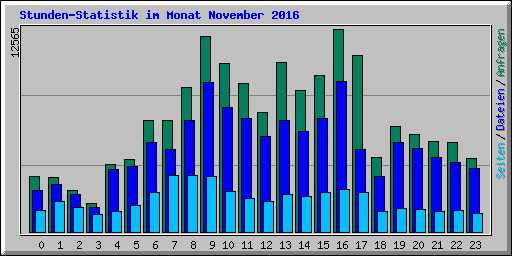 Stunden-Statistik im Monat November 2016
12565
Seiten / Dateien / Anfragen
0 1 2 3 4 5 6 7 8 9 10 11 12 13 14 15 16 17 18 19 20 21 22 23